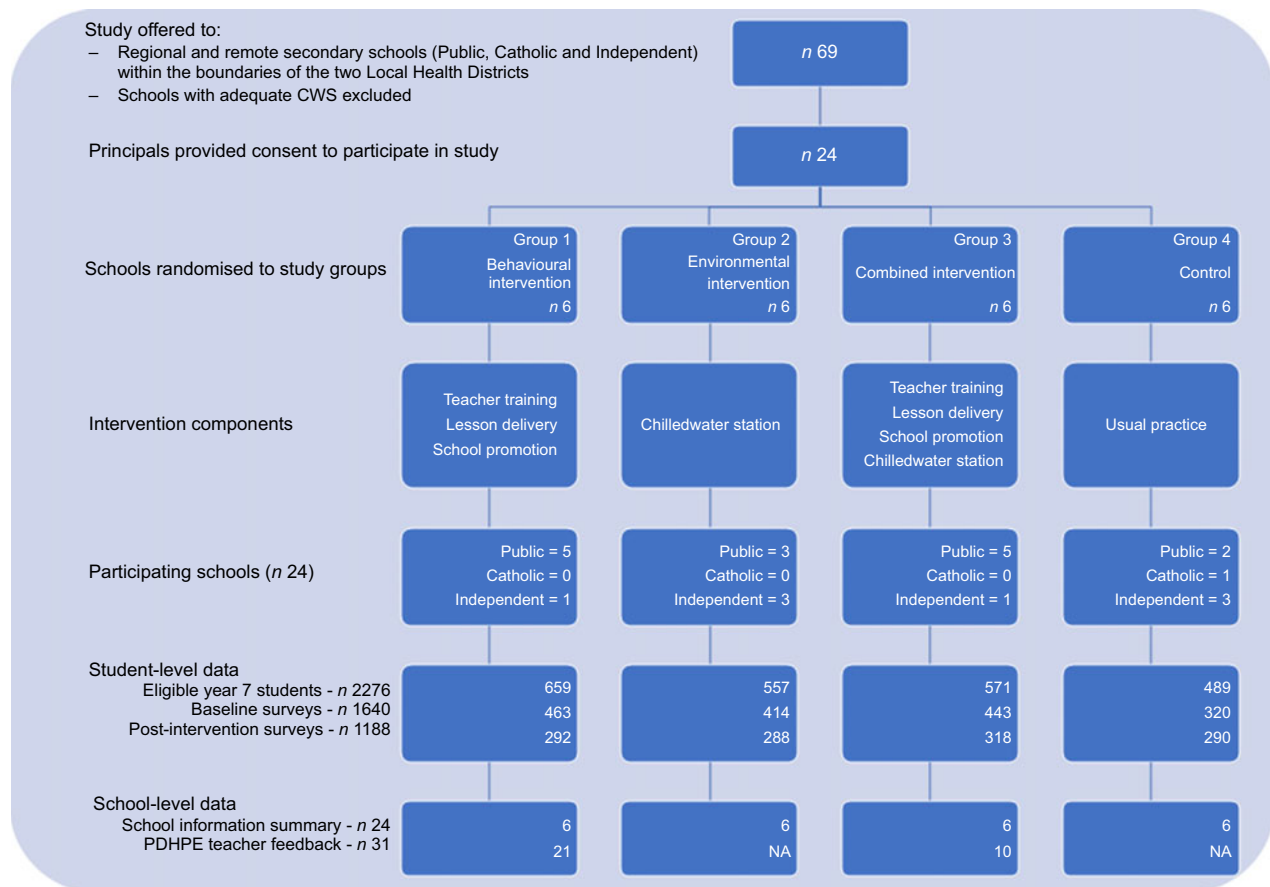 Study offered to:
– Regional and remote secondary schools (Public, Catholic and Independent)
within the boundaries of the two Local Health Districts
– Schools with adequate CWS excluded
n 69
Principals provided consent to participate in study
n 24
Schools randomised to study groups
Group 1
Behavioural
intervention
n 6
Group 2
Environmental
intervention
n 6
Group 3
Combined intervention
n 6
Group 4
Control
n 6
Intervention components
Teacher training
Lesson delivery
School promotion
Chilledwater station
Teacher training
Lesson delivery
School promotion
Chilledwater station
Usual practice
Participating schools (n 24)
Public = 5
Catholic = 0
Independent = 1
Public = 3
Catholic = 0
Independent = 3
Public = 5
Catholic = 0
Independent = 1
Public = 2
Catholic = 1
Independent = 3
Student-level data
Eligible year 7 students - n 2276
Baseline surveys - n 1640
Post-intervention surveys - n 1188
659
463
292
557
414
288
571
443
318
489
320
290
School-level data
School information summary - n 24
PDHPE teacher feedback - n 31
6
21
6
NA
6
10
6
NA